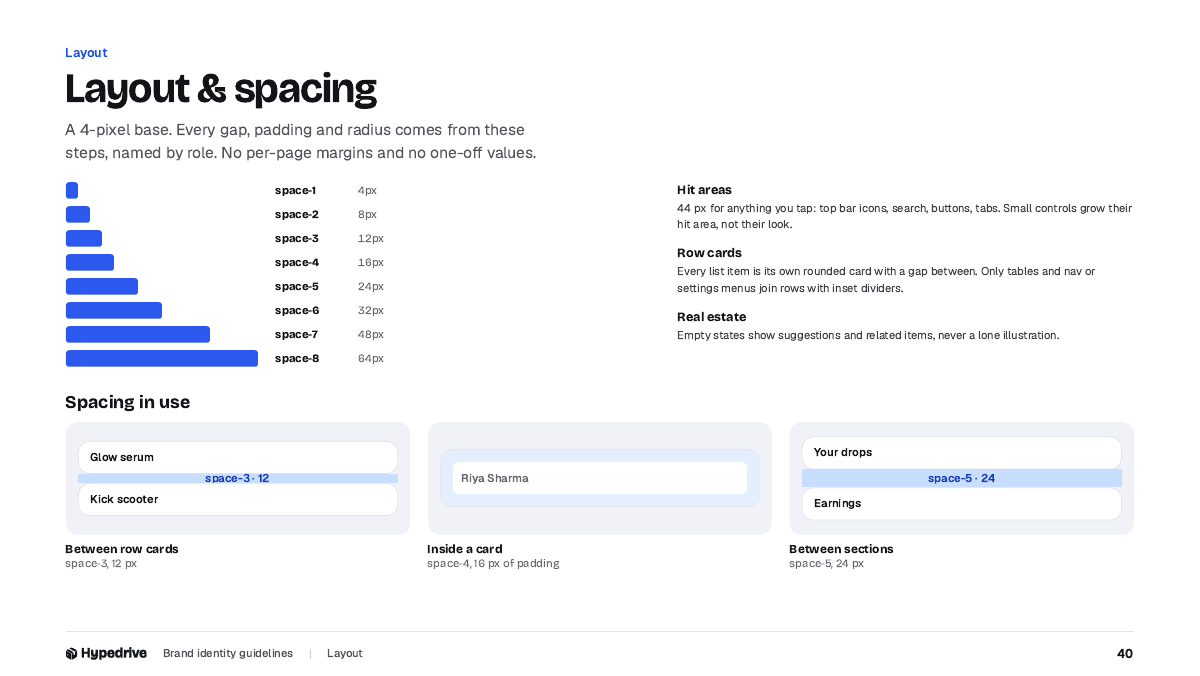 Layout
Layout & spacing
A 4-pixel base. Every gap, padding and radius comes from these
steps, named by role. No per-page margins and no one-off values.
space-1 4px
space-2 8px
space-3 12px
space-4 16px
space-5 24px
space-6 32px
space-7 48px
space-8 64px
Hit areas
44 px for anything you tap: top bar icons, search, buttons, tabs. Small controls grow their
hit area, not their look.
Row cards
Every list item is its own rounded card with a gap between. Only tables and nav or
settings menus join rows with inset dividers.
Real estate
Empty states show suggestions and related items, never a lone illustration.
Spacing in use
Glow serum
space-3 · 12
Kick scooter
Between row cards
space-3, 12 px
Riya Sharma
Inside a card
space-4, 16 px of padding
Your drops
space-5 · 24
Earnings
Between sections
space-5, 24 px
Hypedrive Brand identity guidelines | Layout 40